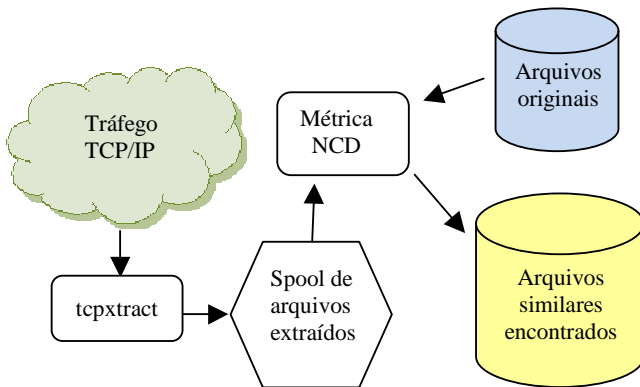 Tráfego
TCP/IP
Métrica
NCD
Arquivos
originais
tcpxtract
Spool de
arquivos
extraídos
Arquivos
similares
encontrados